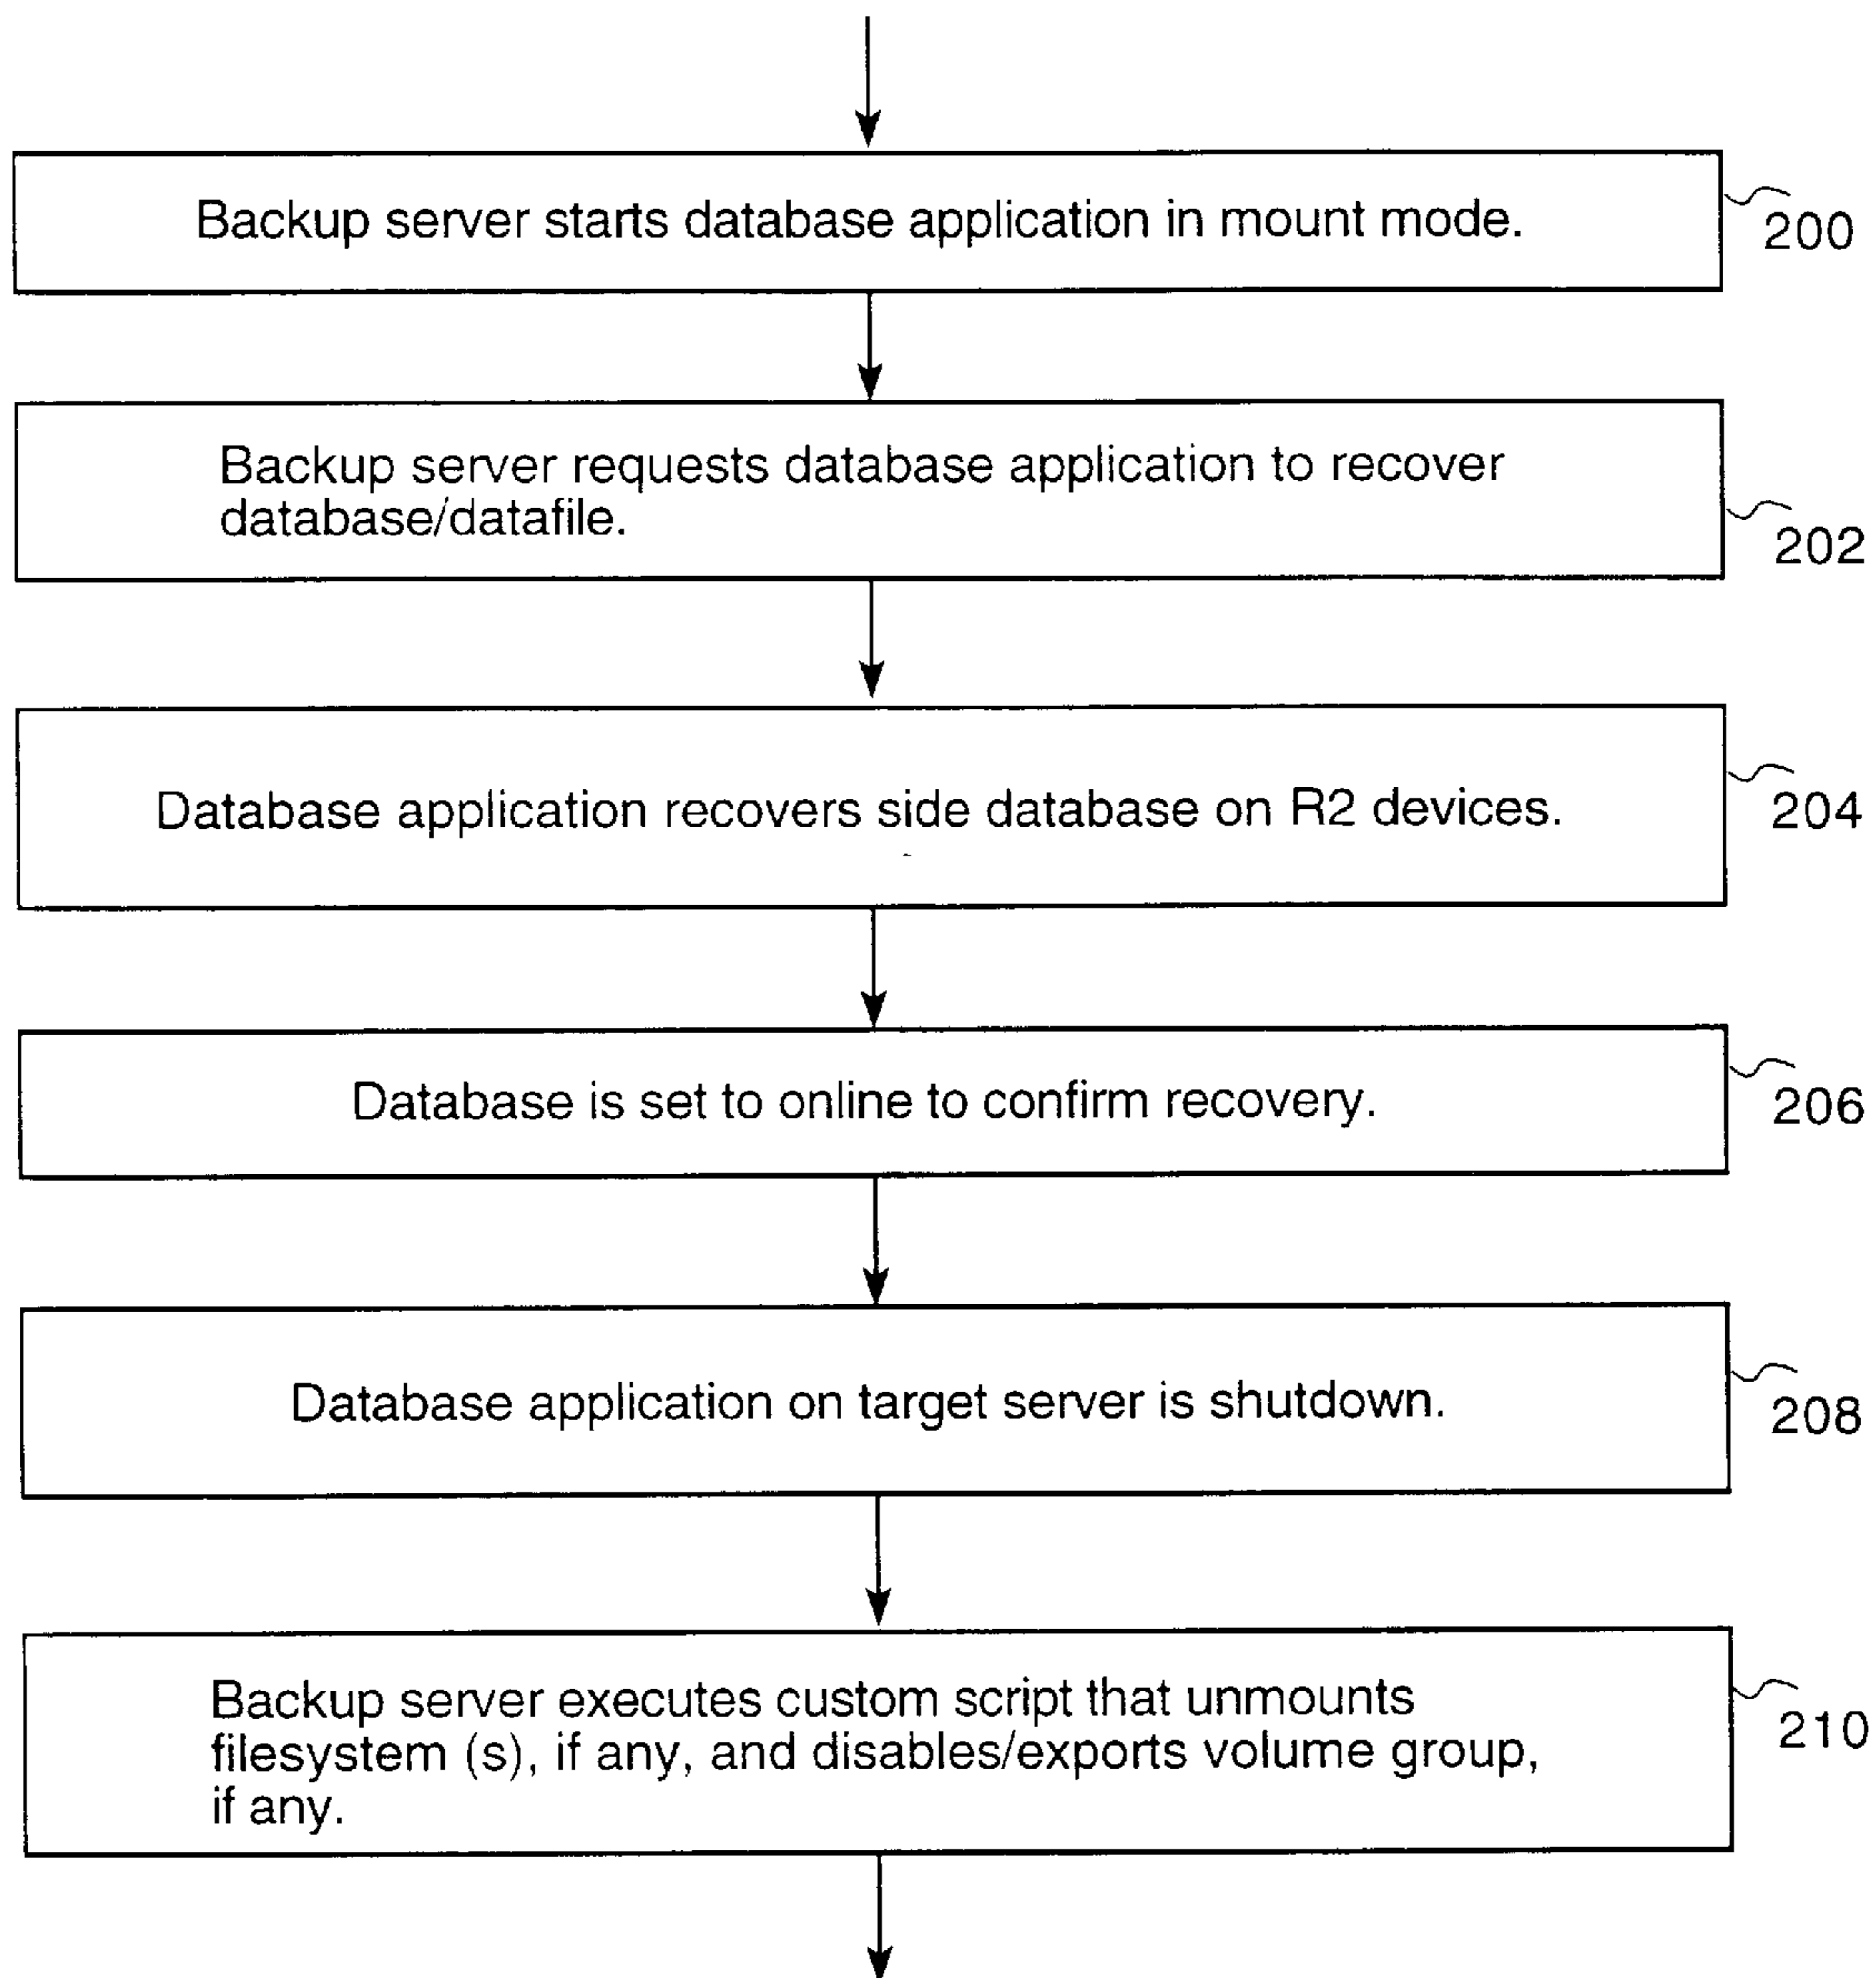 Backup server starts database application in mount mode.
200
Backup server requests database application to recover
database/datafile.
202
Database application recovers side database on R2 devices.
204
Database is set to online to confirm recovery.
206
Database application on target server is shutdown.
208
Backup server executes custom script that unmounts
filesystem (s), if any, and disables/exports volume group,
if any.
210